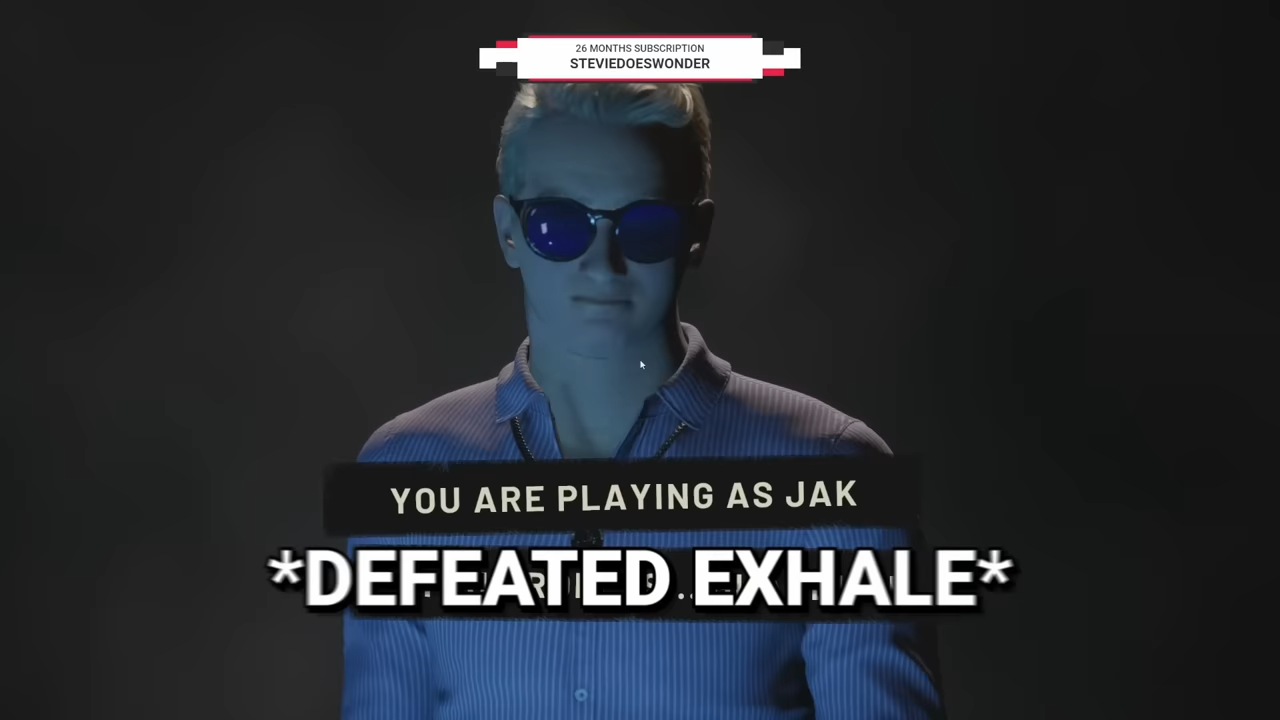 26 MONTHS SUBSCRIPTION
STEVIEDOESWONDER
YOU ARE PLAYING AS JAK
*DEFEATED EXHALE*